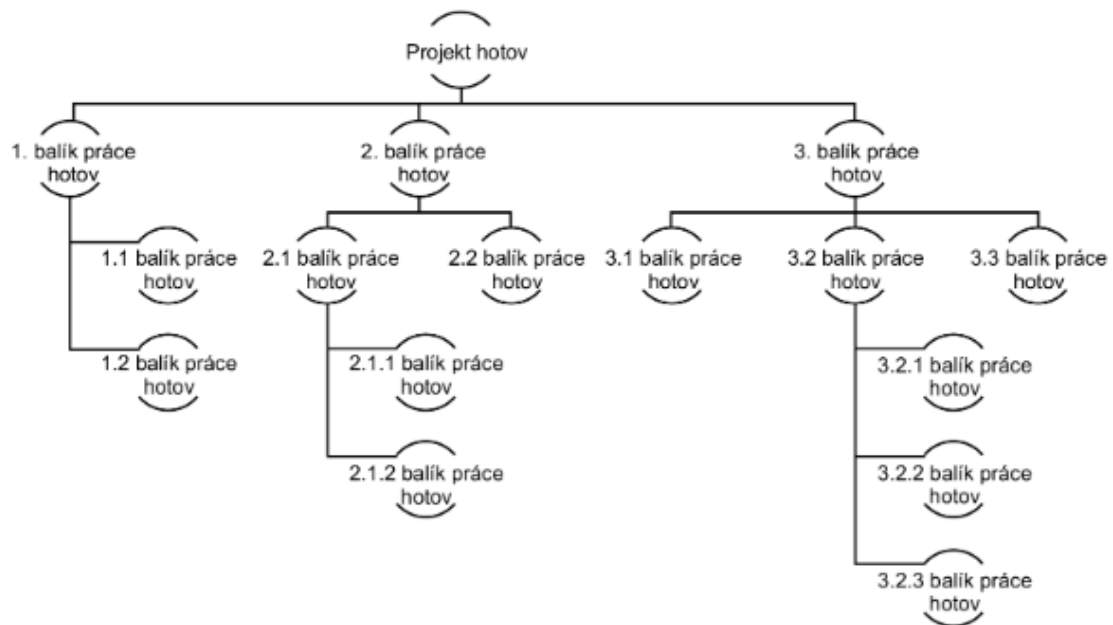 Projekt hotov
1. balík práce
hotov
2. balík práce
hotov
3. balík práce
hotov
1.1 balík práce
hotov
2.1 balík práce
hotov
2.2 balík práce
hotov
3.1 balík práce
hotov
3.2 balík práce
hotov
3.3 balík práce
hotov
1.2 balík práce
hotov
2.1.1 balík práce
hotov
3.2.1 balík práce
hotov
2.1.2 balík práce
hotov
3.2.2 balík práce
hotov
3.2.3 balík práce
hotov